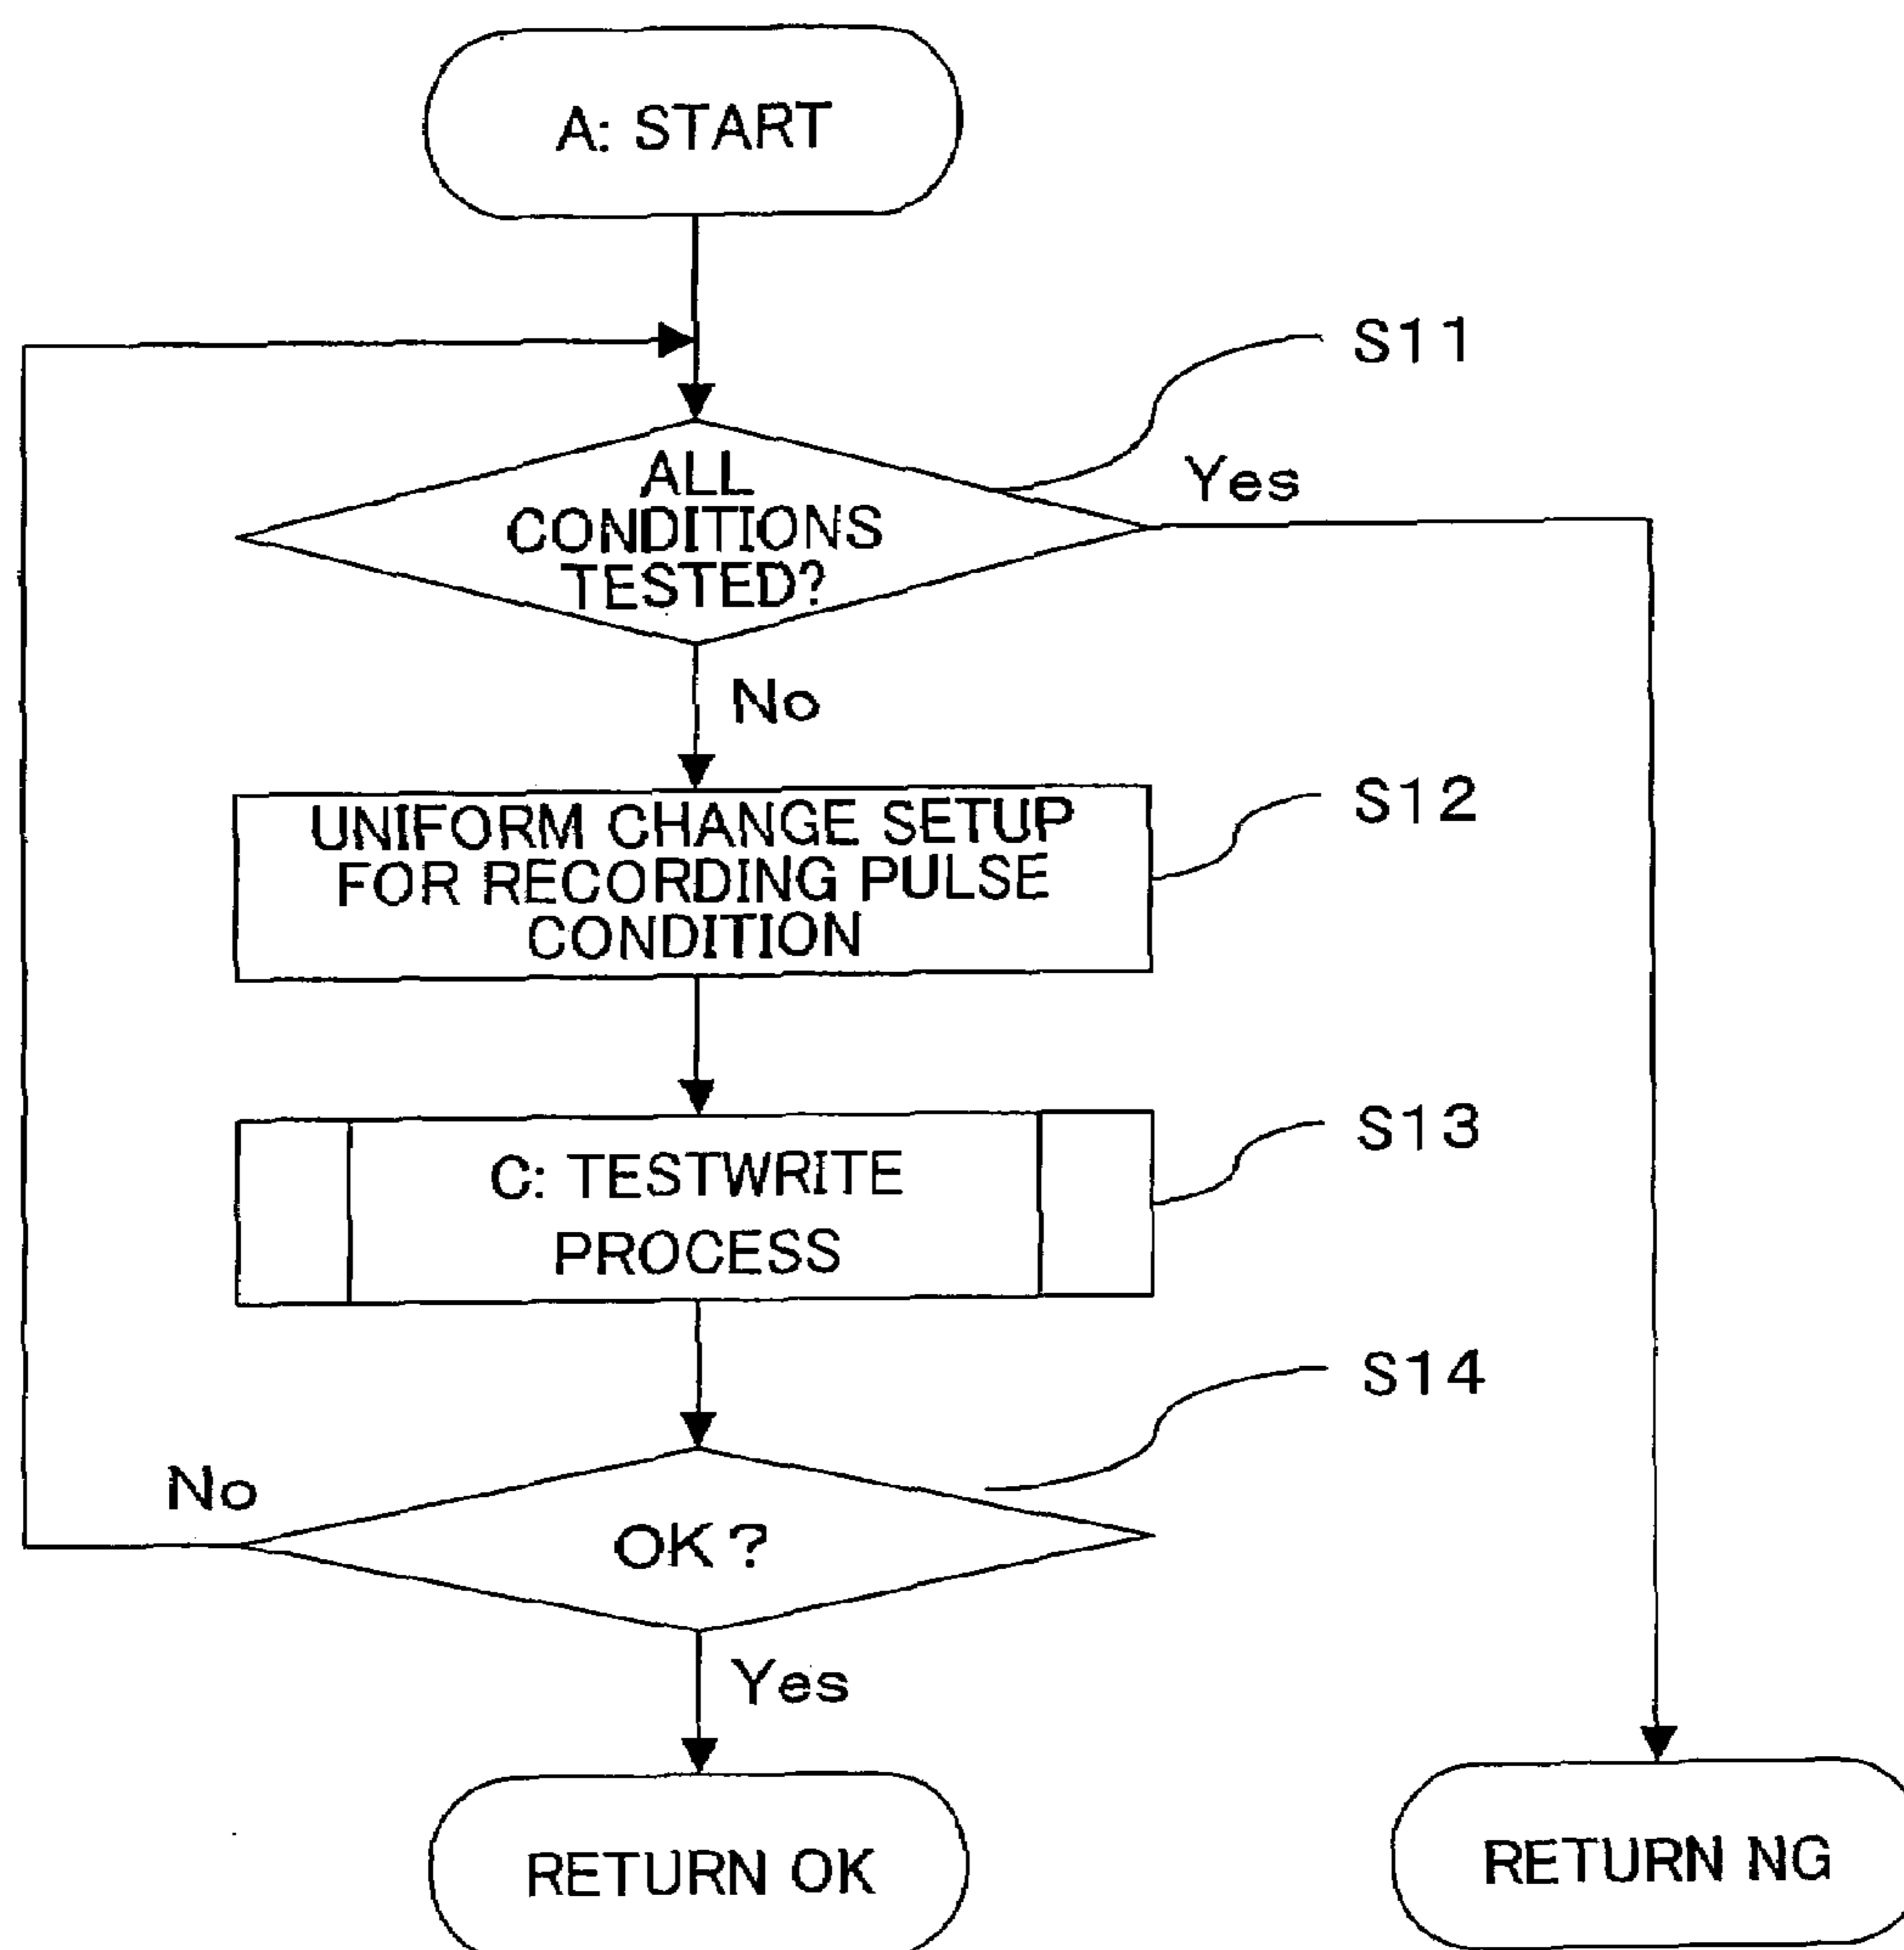 A: START
S11
ALL
CONDITIONS
TESTED?
Yes
No
UNIFORM CHANGE SETUP
FOR RECORDING PULSE
CONDITION
S12
C: TESTWRITE
PROCESS
S13
S14
No
OK ?
Yes
RETURN OK
RETURN NG